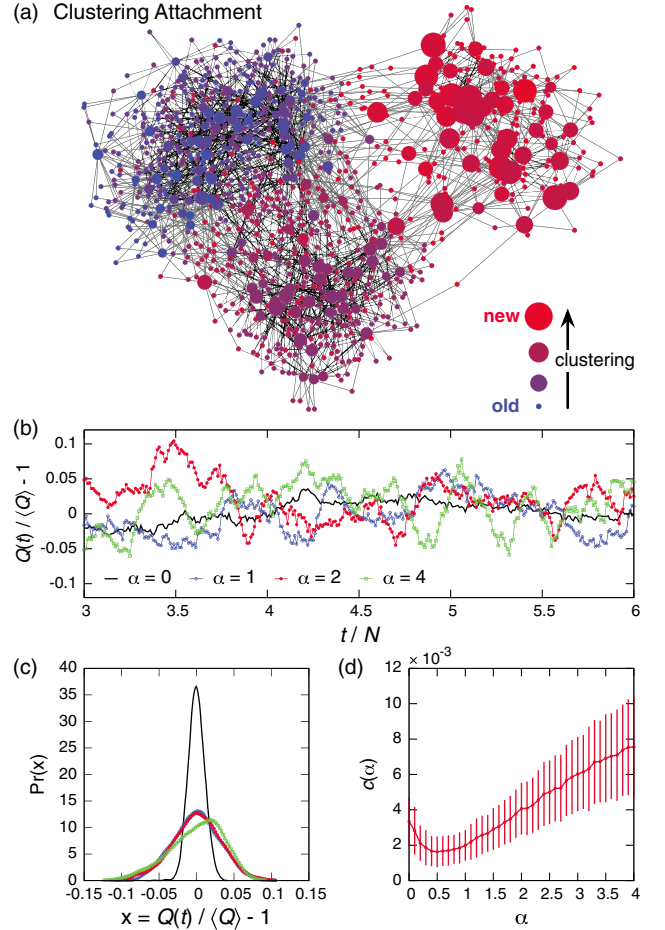 (a) Clustering Attachment
new
clustering
old
(b)
Q(t) / ⟨Q⟩ - 1
0.1
0.05
0
-0.05
-0.1
α = 0 α = 1 α = 2 α = 4
3 3.5 4 4.5 5 5.5 6
t / N
(c)
Pr(x)
40
35
30
25
20
15
10
5
0
-0.15 -0.1 -0.05 0 0.05 0.1 0.15
x = Q(t) / ⟨Q⟩ - 1
(d)
× 10⁻³
c(α)
12
10
8
6
4
2
0
0 0.5 1 1.5 2 2.5 3 3.5 4
α